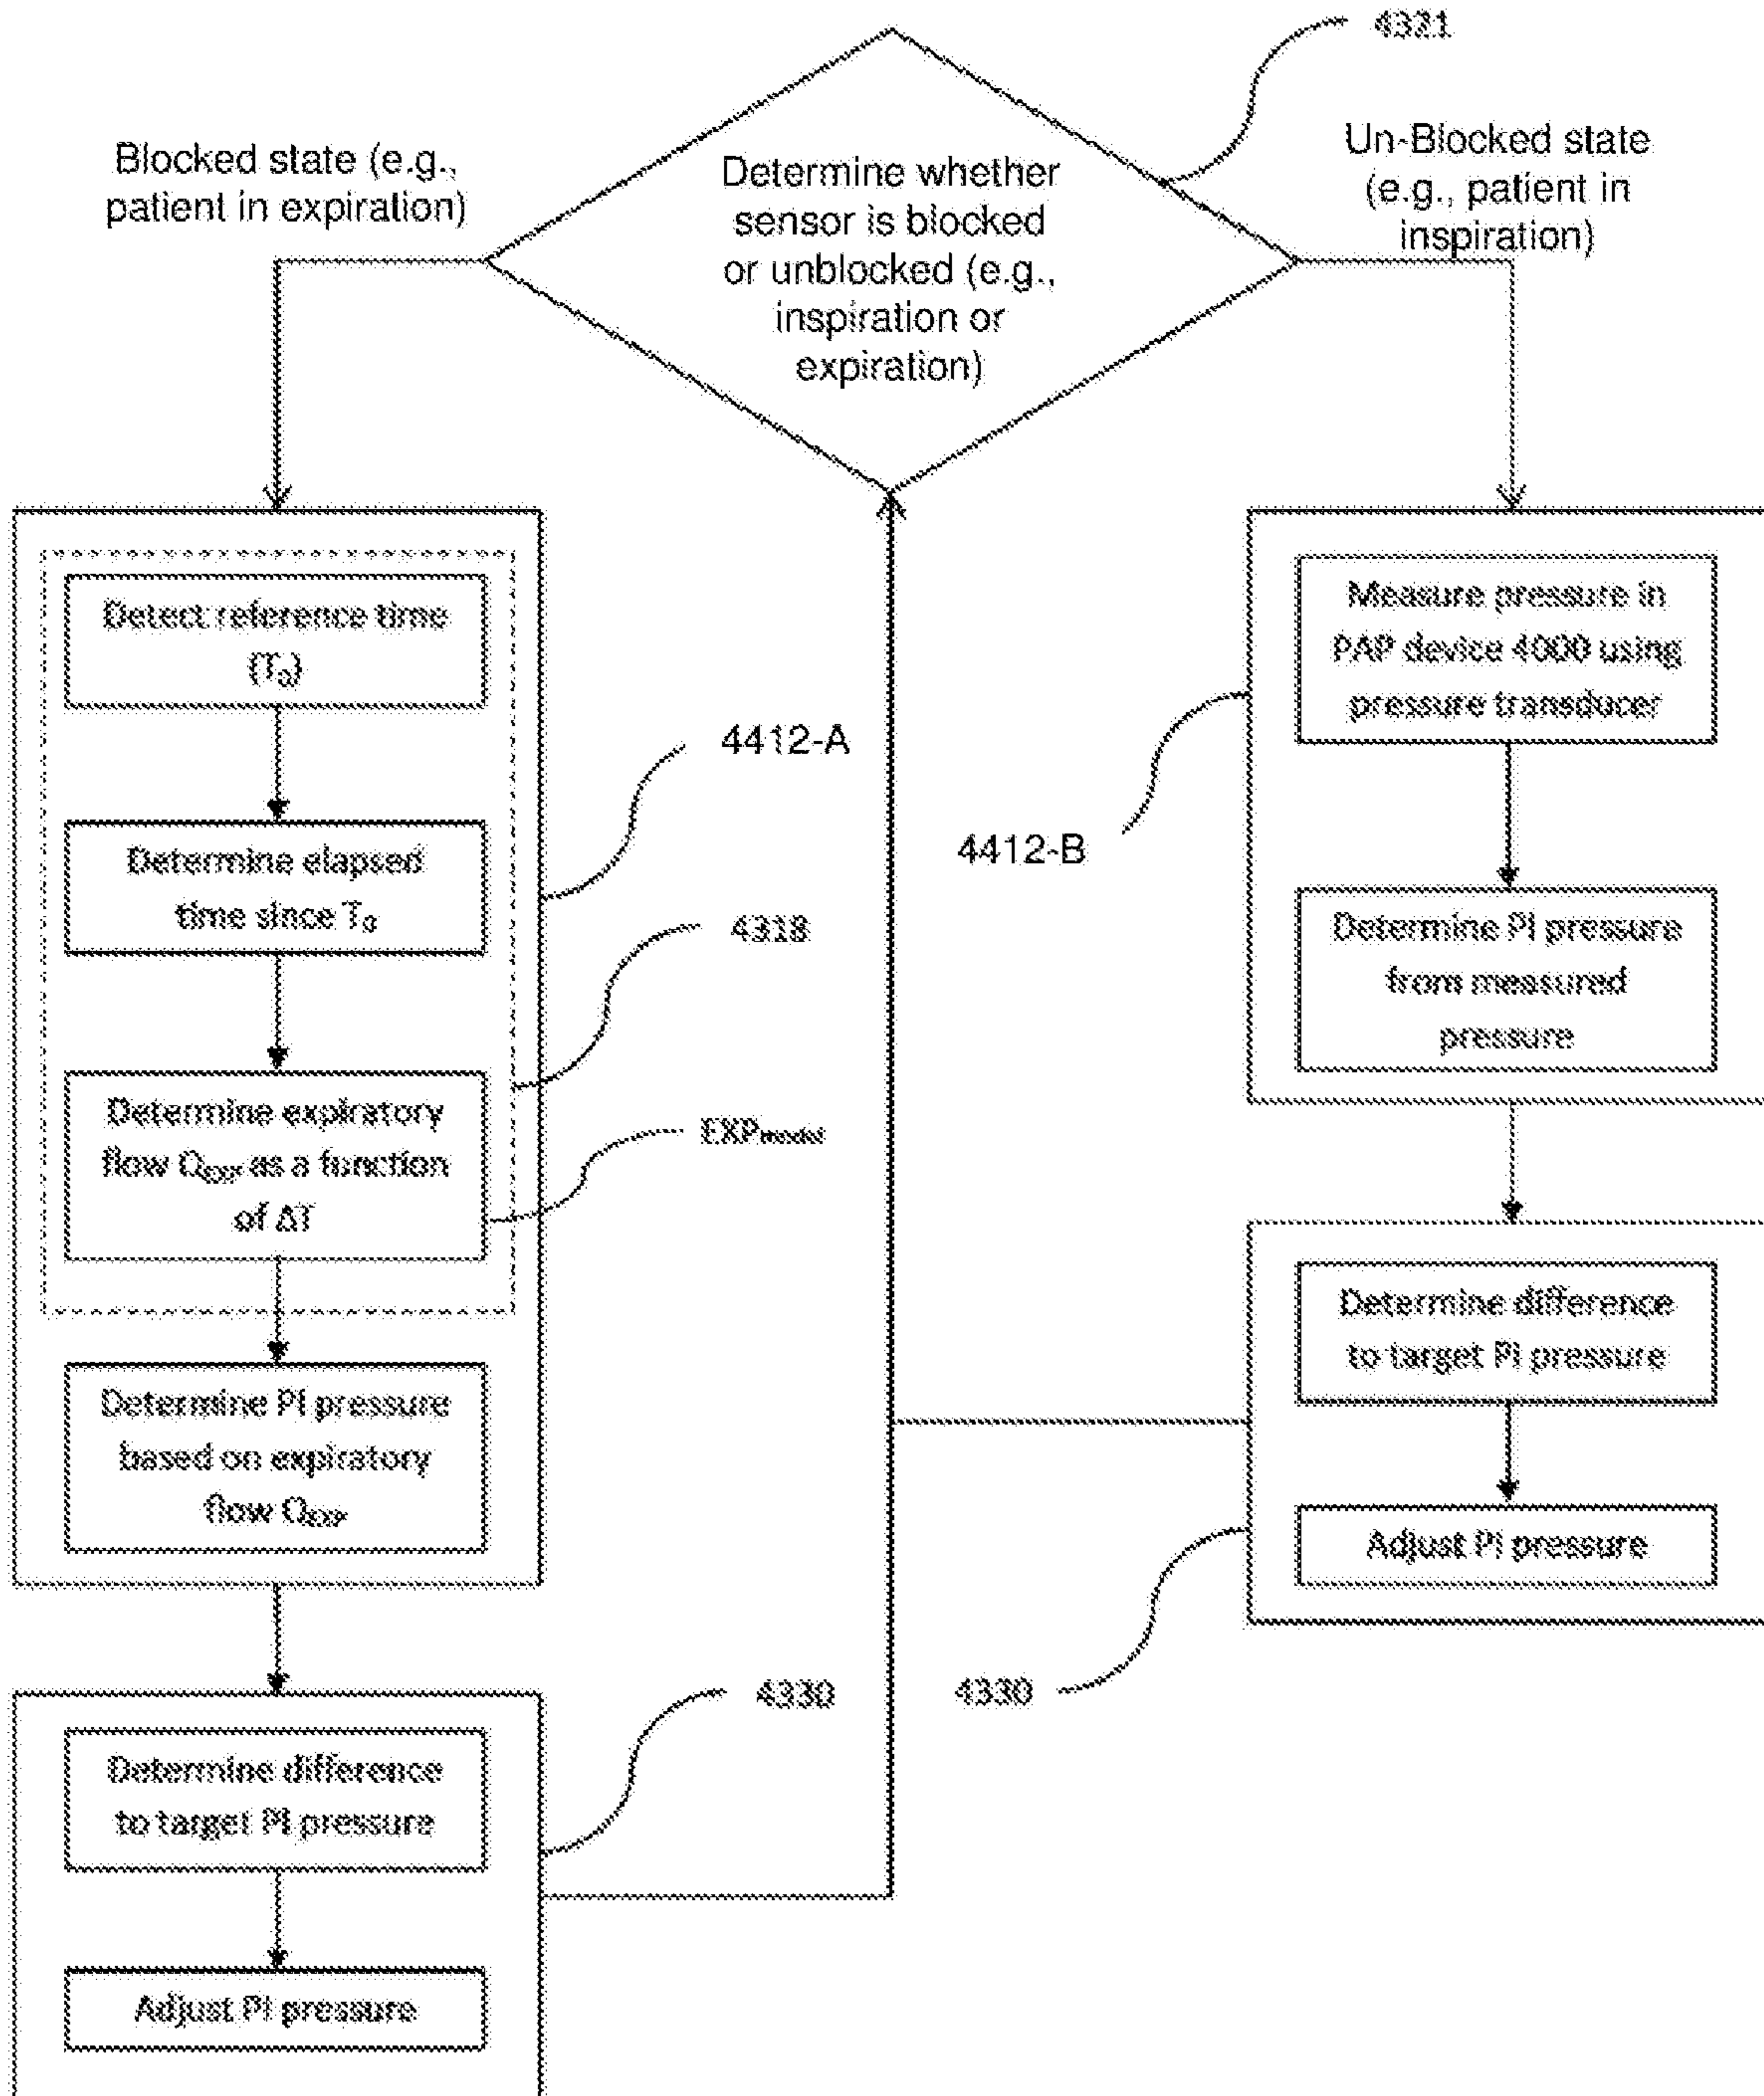 4321
Blocked state (e.g.,
patient in expiration)
Determine whether
sensor is blocked
or unblocked (e.g.,
inspiration or
expiration)
Un-Blocked state
(e.g., patient in
inspiration)
Detect reference time
(T₀)
Determine elapsed
time since T₀
Determine expiratory
flow Q_EXP as a function
of ΔT
Determine PI pressure
based on expiratory
flow Q_EXP
4412-A
4318
EXPmodel
Determine difference
to target PI pressure
Adjust PI pressure
4330
Measure pressure in
PAP device 4000 using
pressure transducer
Determine PI pressure
from measured
pressure
4412-B
Determine difference
to target PI pressure
Adjust PI pressure
4330